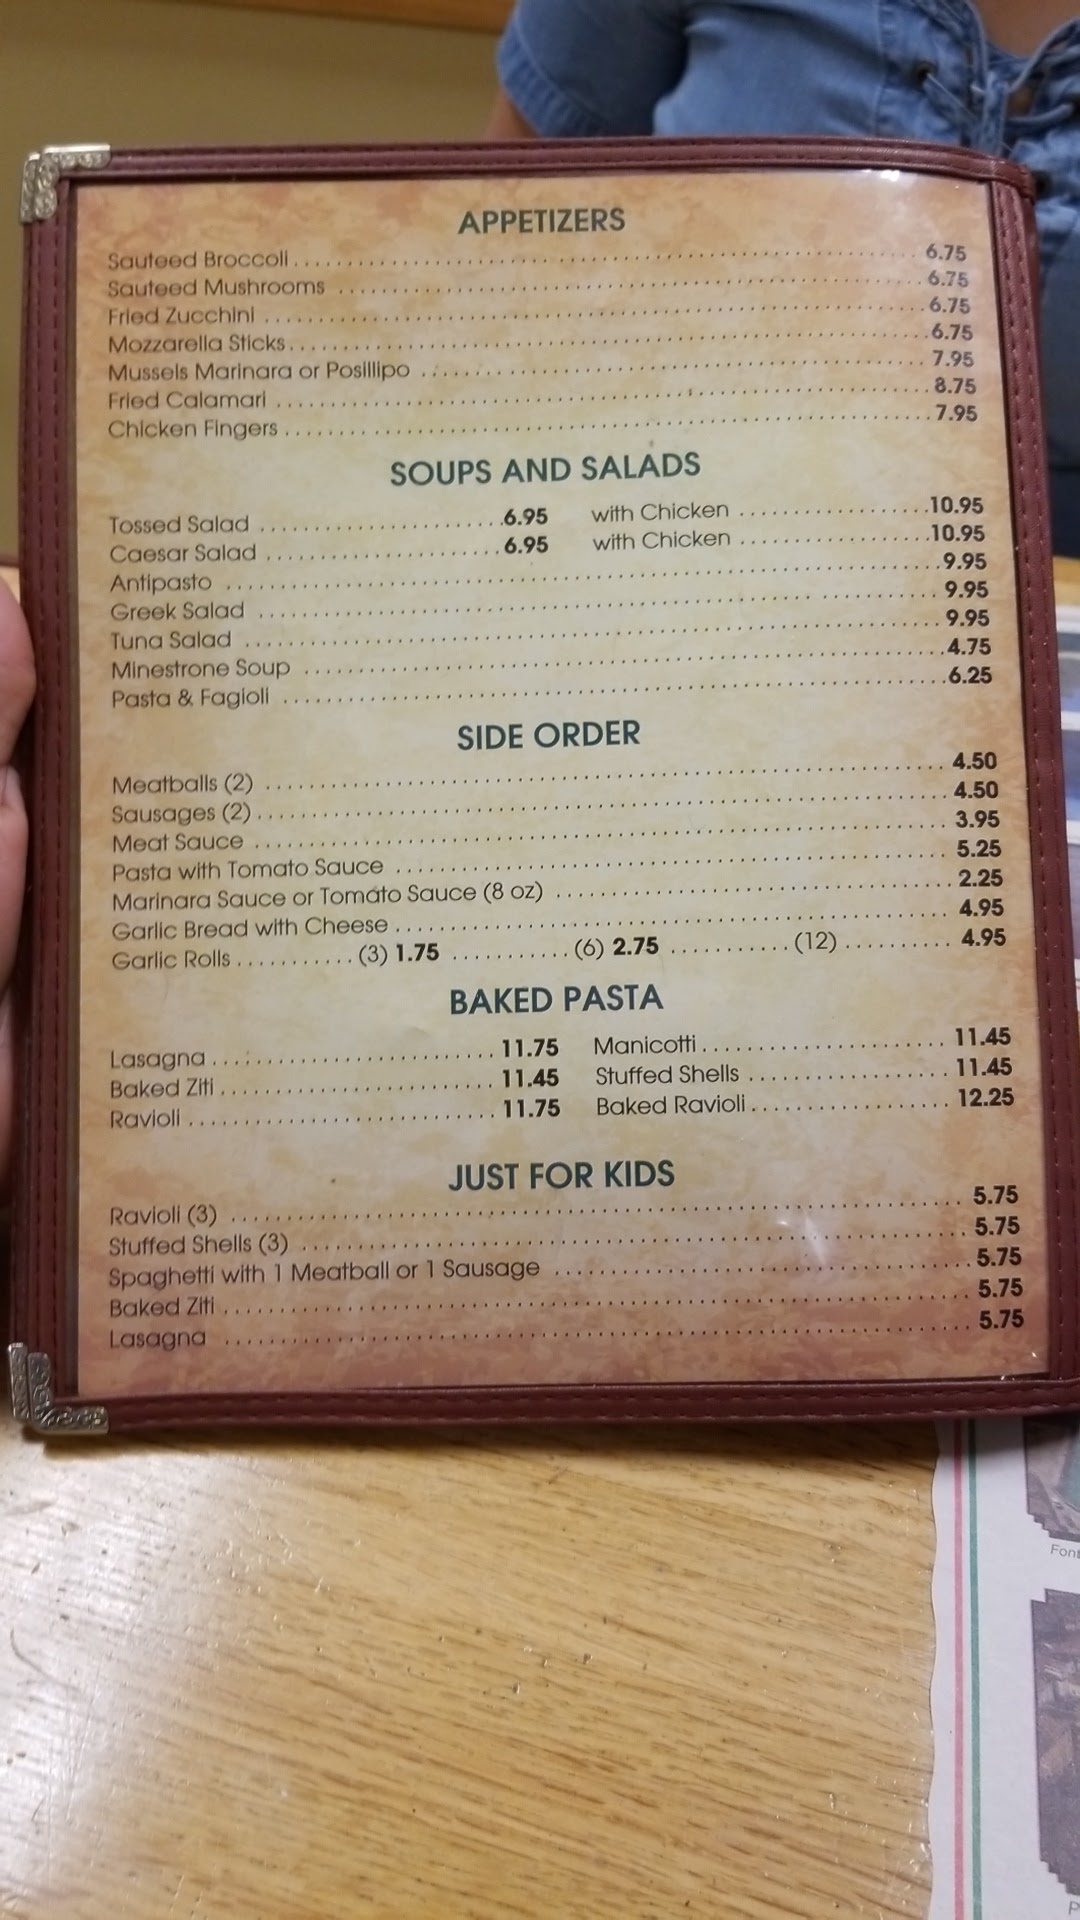 APPETIZERS
Sauteed Broccoli 6.75
Sauteed Mushrooms 6.75
Fried Zucchini 6.75
Mozzarella Sticks 6.75
Mussels Marinara or Posillipo 7.95
Fried Calamari 8.75
Chicken Fingers 7.95
SOUPS AND SALADS
Tossed Salad 6.95 with Chicken 10.95
Caesar Salad 6.95 with Chicken 10.95
Antipasto 9.95
Greek Salad 9.95
Tuna Salad 9.95
Minestrone Soup 4.75
Pasta & Fagioli 6.25
SIDE ORDER
Meatballs (2) 4.50
Sausages (2) 4.50
Meat Sauce 3.95
Pasta with Tomato Sauce 5.25
Marinara Sauce or Tomato Sauce (8 oz) 2.25
Garlic Bread with Cheese 4.95
Garlic Rolls (3) 1.75 (6) 2.75 (12) 4.95
BAKED PASTA
Lasagna 11.75 Manicotti 11.45
Baked Ziti 11.45 Stuffed Shells 11.45
Ravioli 11.75 Baked Ravioli 12.25
JUST FOR KIDS
Ravioli (3) 5.75
Stuffed Shells (3) 5.75
Spaghetti with 1 Meatball or 1 Sausage 5.75
Baked Ziti 5.75
Lasagna 5.75